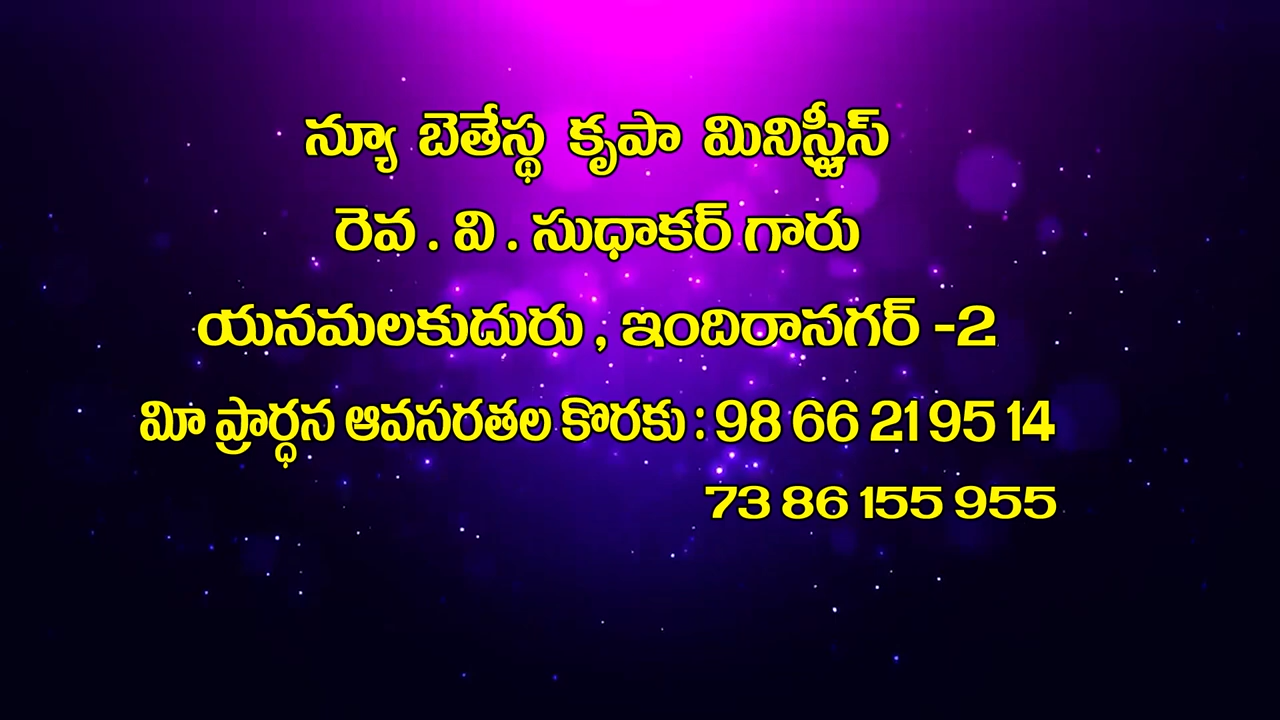 న్యూ బెతేస్థ కృపా మినిస్ట్రీస్
రెవ . వి . సుధాకర్ గారు
యనమలకుదురు , ఇందిరానగర్ -2
మీ ప్రార్ధన ఆవసరతల కొరకు : 98 66 21 95 14
73 86 155 955